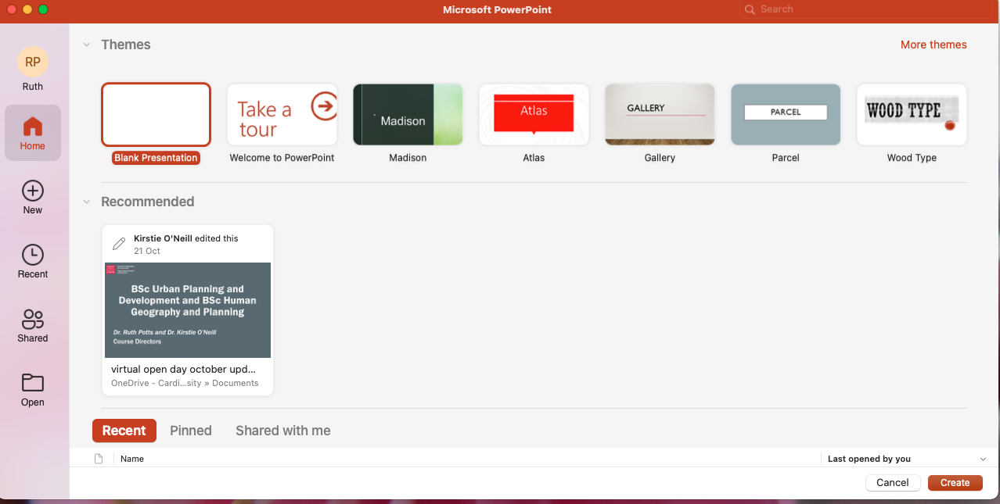 Microsoft PowerPoint
Search
RP
Ruth
Home
New
Recent
Shared
Open
Themes
More themes
Take a
tour
Madison
Atlas
GALLERY
PARCEL
WOOD TYPE
Blank Presentation
Welcome to PowerPoint
Madison
Atlas
Gallery
Parcel
Wood Type
Recommended
Kirstie O'Neill edited this
21 Oct
BSc Urban Planning and
Development and BSc Human
Geography and Planning
Dr. Ruth Potts and Dr. Kirstie O'Neill
Course Directors
virtual open day october upd...
OneDrive - Cardi...sity » Documents
Recent
Pinned
Shared with me
Name
Last opened by you
Cancel
Create